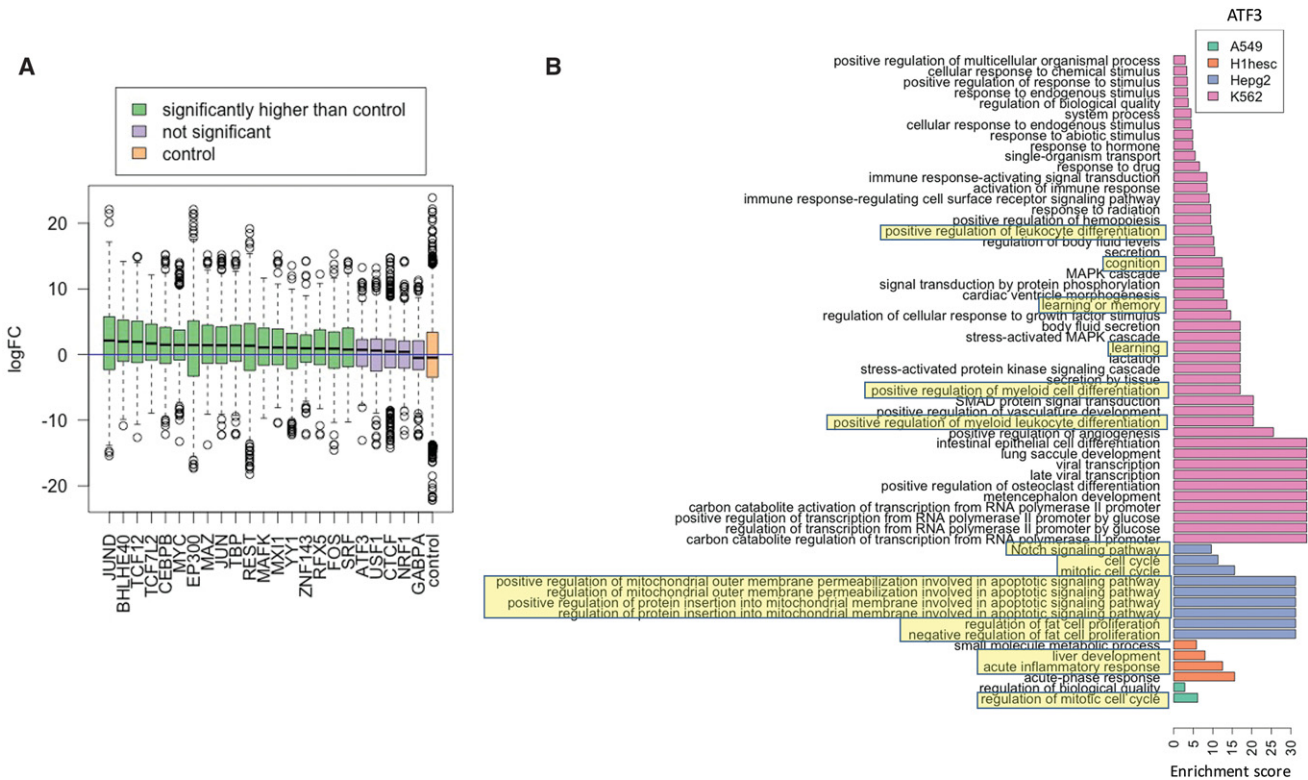 A
significantly higher than control
not significant
control
logFC
20
10
0
-10
-20
JUND
BHLHE40
TCF12
TCF7L2
CEBPB
MYC
EP300
MAZ
JUN
TBP
REST
MAFK
MXI1
YY1
ZNF143
RFX5
FOS
SRF
ATF3
USF1
CTCF
NRF1
GABPA
control
B
ATF3
A549
H1hesc
Hepg2
K562
positive regulation of multicellular organismal process
cellular response to chemical stimulus
positive regulation of response to stimulus
response to endogenous stimulus
regulation of biological quality
system process
cellular response to endogenous stimulus
response to abiotic stimulus
response to hormone
single-organism transport
response to drug
immune response-activating signal transduction
activation of immune response
immune response-regulating cell surface receptor signaling pathway
response to radiation
positive regulation of hemopoiesis
positive regulation of leukocyte differentiation
regulation of body fluid levels
secretion
cognition
MAPK cascade
signal transduction by protein phosphorylation
cardiac ventricle morphogenesis
learning or memory
regulation of cellular response to growth factor stimulus
body fluid secretion
stress-activated MAPK cascade
learning
lactation
stress-activated protein kinase signaling cascade
secretion by tissue
positive regulation of myeloid cell differentiation
SMAD protein signal transduction
positive regulation of vasculature development
positive regulation of myeloid leukocyte differentiation
positive regulation of angiogenesis
intestinal epithelial cell differentiation
lung saccule development
viral transcription
late viral transcription
positive regulation of osteoclast differentiation
metencephalon development
carbon catabolite activation of transcription from RNA polymerase II promoter
positive regulation of transcription from RNA polymerase II promoter by glucose
regulation of transcription from RNA polymerase II promoter by glucose
carbon catabolite regulation of transcription from RNA polymerase II promoter
Notch signaling pathway
cell cycle
mitotic cell cycle
positive regulation of mitochondrial outer membrane permeabilization involved in apoptotic signaling pathway
regulation of mitochondrial outer membrane permeabilization involved in apoptotic signaling pathway
positive regulation of protein insertion into mitochondrial membrane involved in apoptotic signaling pathway
regulation of protein insertion into mitochondrial membrane involved in apoptotic signaling pathway
regulation of fat cell proliferation
negative regulation of fat cell proliferation
small molecule metabolic process
liver development
acute inflammatory response
acute-phase response
regulation of biological quality
regulation of mitotic cell cycle
0
5
10
15
20
25
30
Enrichment score